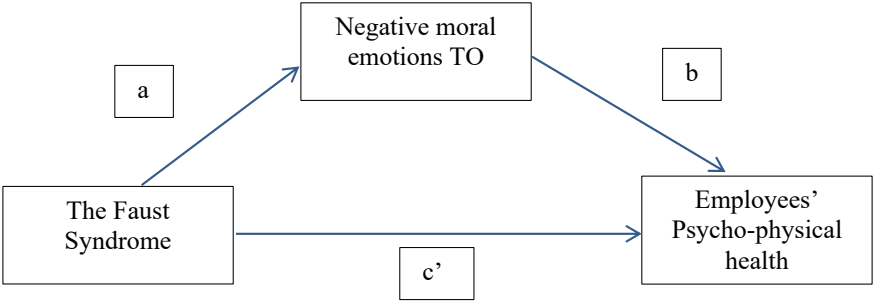 Negative moral
emotions TO
a
b
The Faust
Syndrome
Employees’
Psycho-physical
health
c’